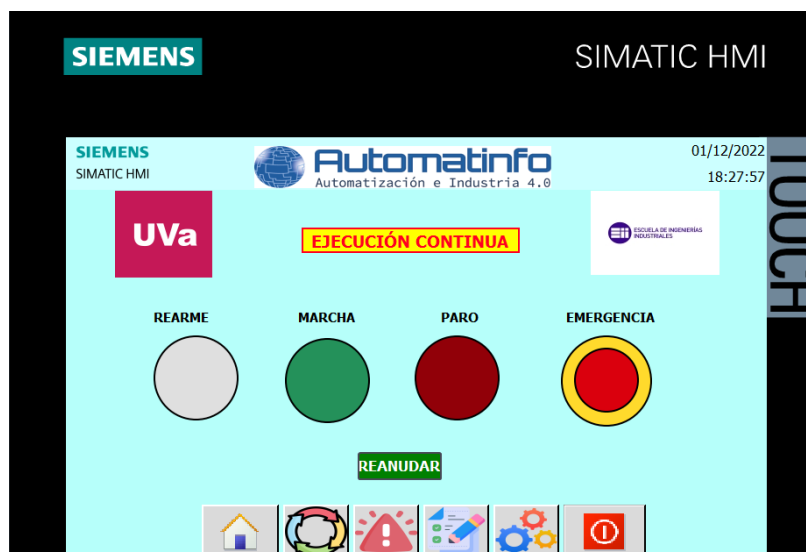 SIEMENS
SIMATIC HMI
TOUCH
SIEMENS
SIMATIC HMI
Automatinfo
Automatización e Industria 4.0
01/12/2022
18:27:57
UVa
EJECUCIÓN CONTINUA
ESCUELA DE INGENIERÍAS
INDUSTRIALES
REARME
MARCHA
PARO
EMERGENCIA
REANUDAR